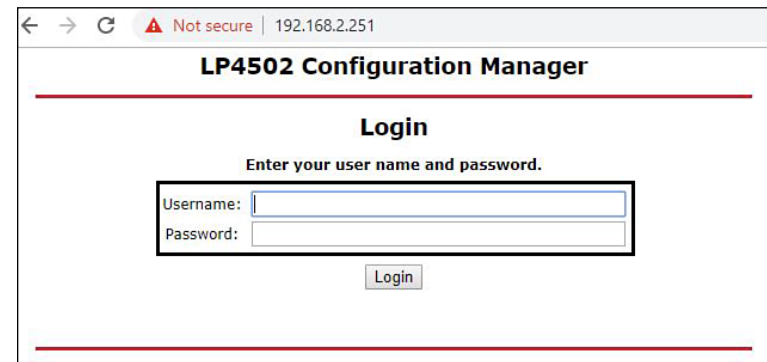 Not secure | 192.168.2.251
LP4502 Configuration Manager
Login
Enter your user name and password.
Username:
Password:
Login